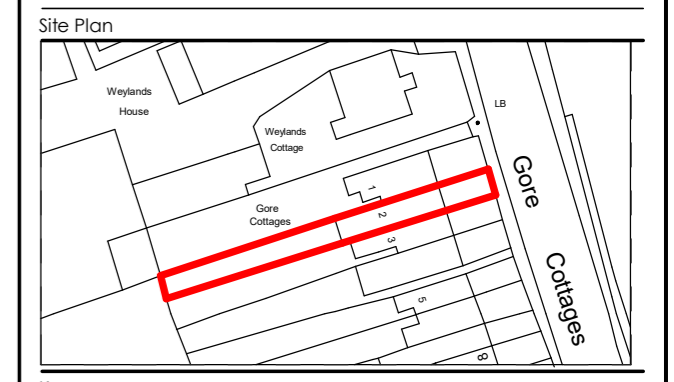 Site Plan
Weylands
House
LB
Weylands
Cottage
Gore
Cottages
1
2
3
Gore
Cottages
5
8